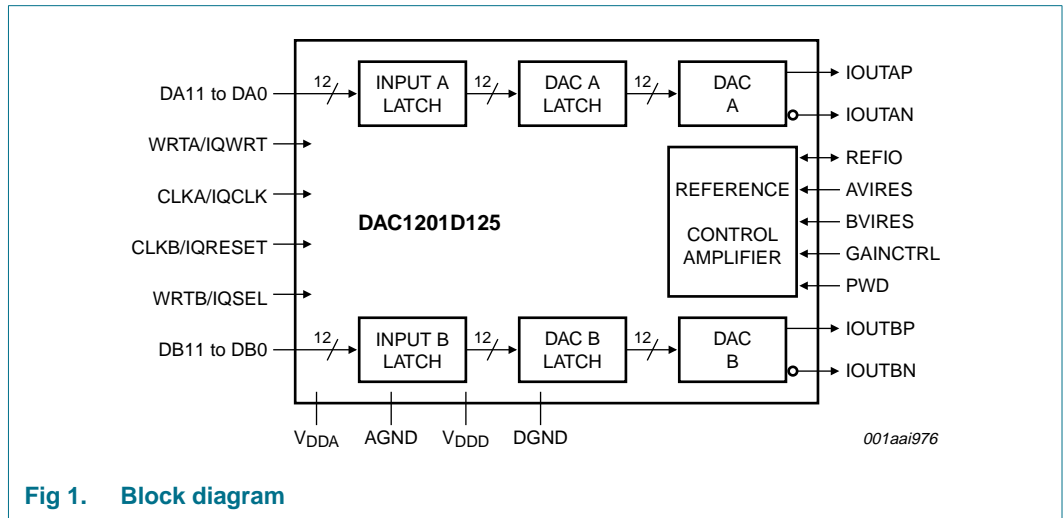 DA11 to DA0
12
INPUT A
LATCH
12
DAC A
LATCH
12
DAC
A
IOUTAP
IOUTAN
WRTA/IQWRT
CLKA/IQCLK
CLKB/IQRESET
WRTB/IQSEL
DAC1201D125
REFERENCE
CONTROL
AMPLIFIER
REFIO
AVIRES
BVIRES
GAINCTRL
PWD
DB11 to DB0
12
INPUT B
LATCH
12
DAC B
LATCH
12
DAC
B
IOUTBP
IOUTBN
VDDA
AGND
VDDD
DGND
001aai976
Fig 1. Block diagram